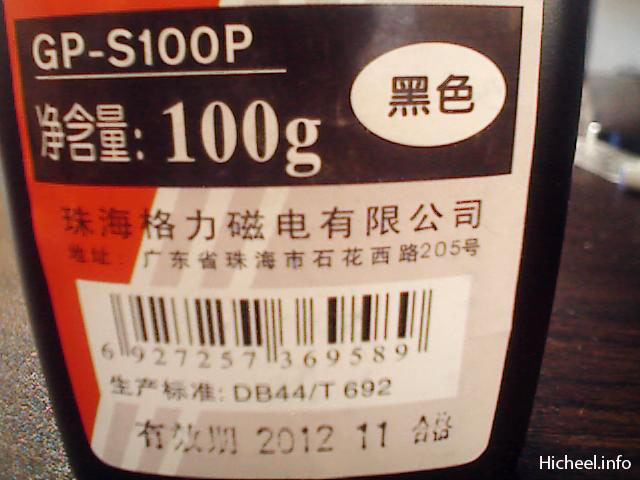 GP-S100P
黑色
净含量: 100g
珠海格力磁电有限公司
地址: 广东省珠海市石花西路205号
6 927257 369589
生产标准: DB44/T 692
有效期 2012 11 合格
Hicheel.info